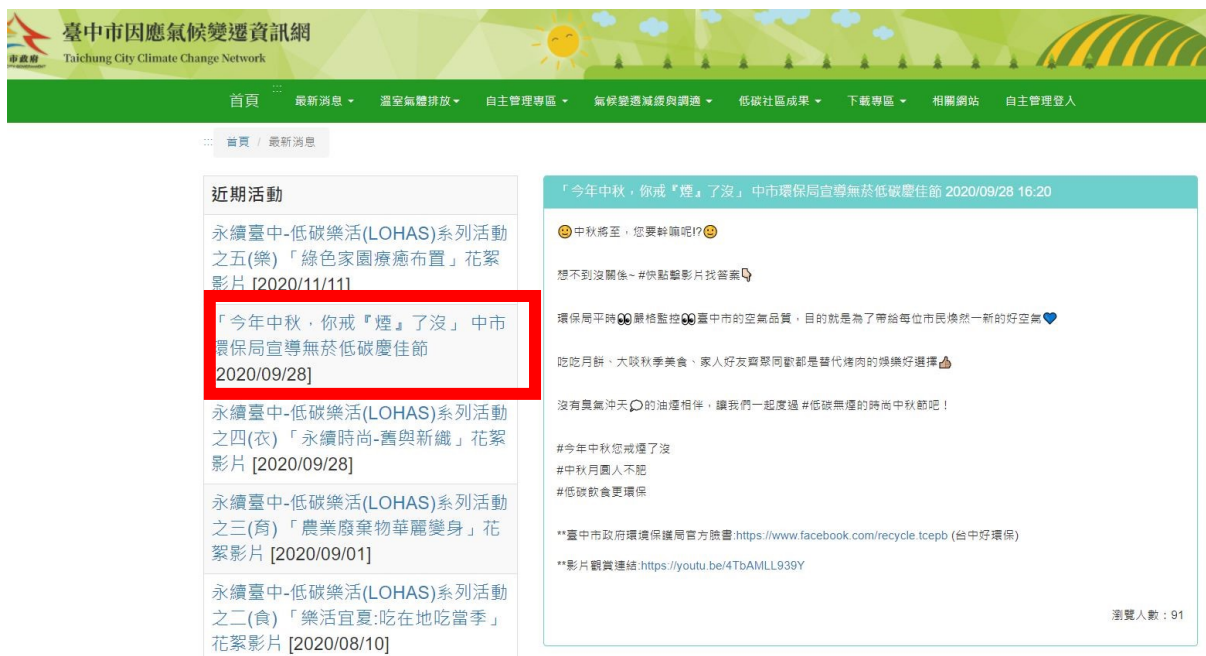 臺中市因應氣候變遷資訊網
市政府
Taichung City Climate Change Network
首頁 ::: 最新消息 溫室氣體排放 自主管理專區 氣候變遷減緩與調適 低碳社區成果 下載專區 相關網站 自主管理登入
::: 首頁 / 最新消息
近期活動
永續臺中-低碳樂活(LOHAS)系列活動
之五(樂)「綠色家園療癒布置」花絮
影片 [2020/11/11]
「今年中秋，你戒『煙』了沒」 中市
環保局宣導無菸低碳慶佳節
2020/09/28]
永續臺中-低碳樂活(LOHAS)系列活動
之四(衣)「永續時尚-舊與新織」花絮
影片 [2020/09/28]
永續臺中-低碳樂活(LOHAS)系列活動
之三(育)「農業廢棄物華麗變身」花
絮影片 [2020/09/01]
永續臺中-低碳樂活(LOHAS)系列活動
之二(食)「樂活宜夏:吃在地吃當季」
花絮影片 [2020/08/10]
「今年中秋，你戒『煙』了沒」 中市環保局宣導無菸低碳慶佳節 2020/09/28 16:20
🙂中秋將至，您要幹嘛呢!?🙂
想不到沒關係~ #快點擊影片找答案👇
環保局平時👀嚴格監控👀臺中市的空氣品質，目的就是為了帶給每位市民煥然一新的好空氣💙
吃吃月餅、大啖秋季美食、家人好友齊聚同歡都是替代烤肉的娛樂好選擇👍
沒有臭氣沖天💭的油煙相伴，讓我們一起度過 #低碳無煙的時尚中秋節吧！
#今年中秋您戒煙了沒
#中秋月圓人不肥
#低碳飲食更環保
**臺中市政府環境保護局官方臉書:https://www.facebook.com/recycle.tcepb (台中好環保)
**影片觀賞連結:https://youtu.be/4TbAMLL939Y
瀏覽人數：91